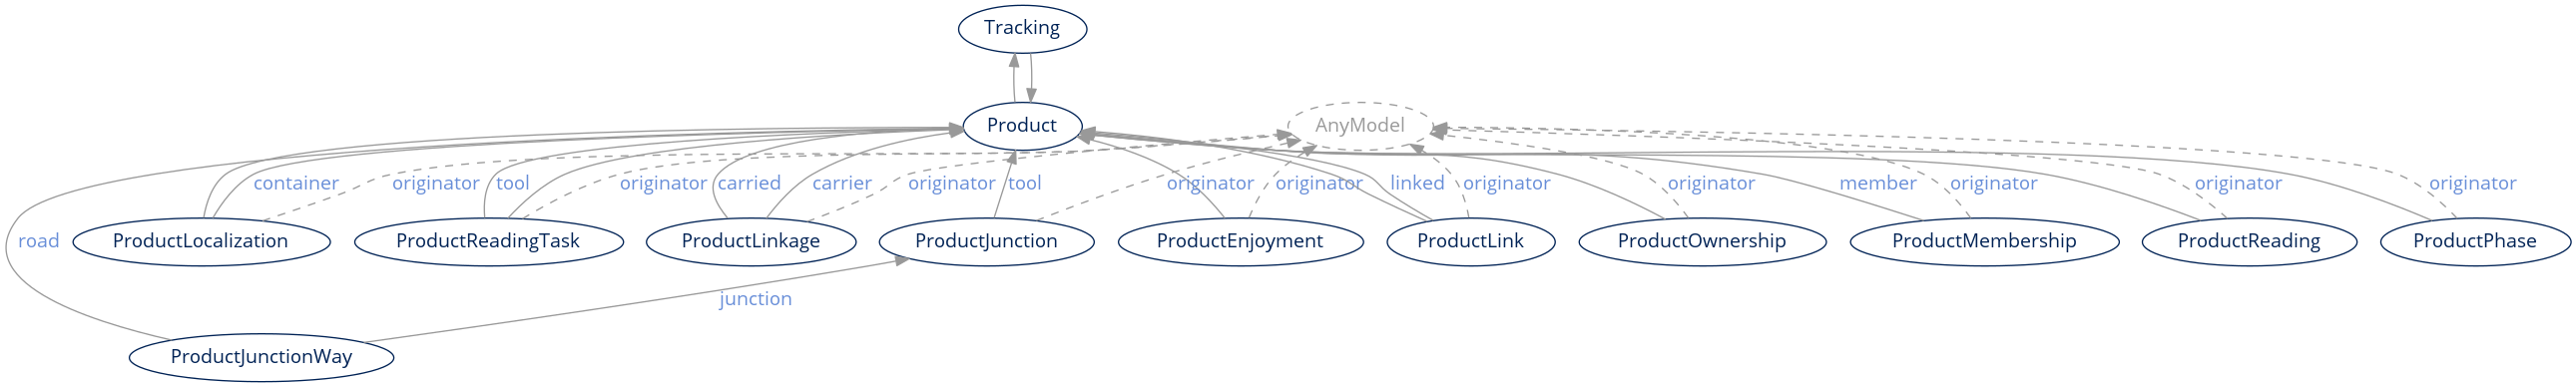 Tracking
Product
AnyModel
container
originator
tool
originator
carried
carrier
originator
tool
originator
originator
linked
originator
originator
member
originator
originator
originator
road
ProductLocalization
ProductReadingTask
ProductLinkage
ProductJunction
ProductEnjoyment
ProductLink
ProductOwnership
ProductMembership
ProductReading
ProductPhase
junction
ProductJunctionWay